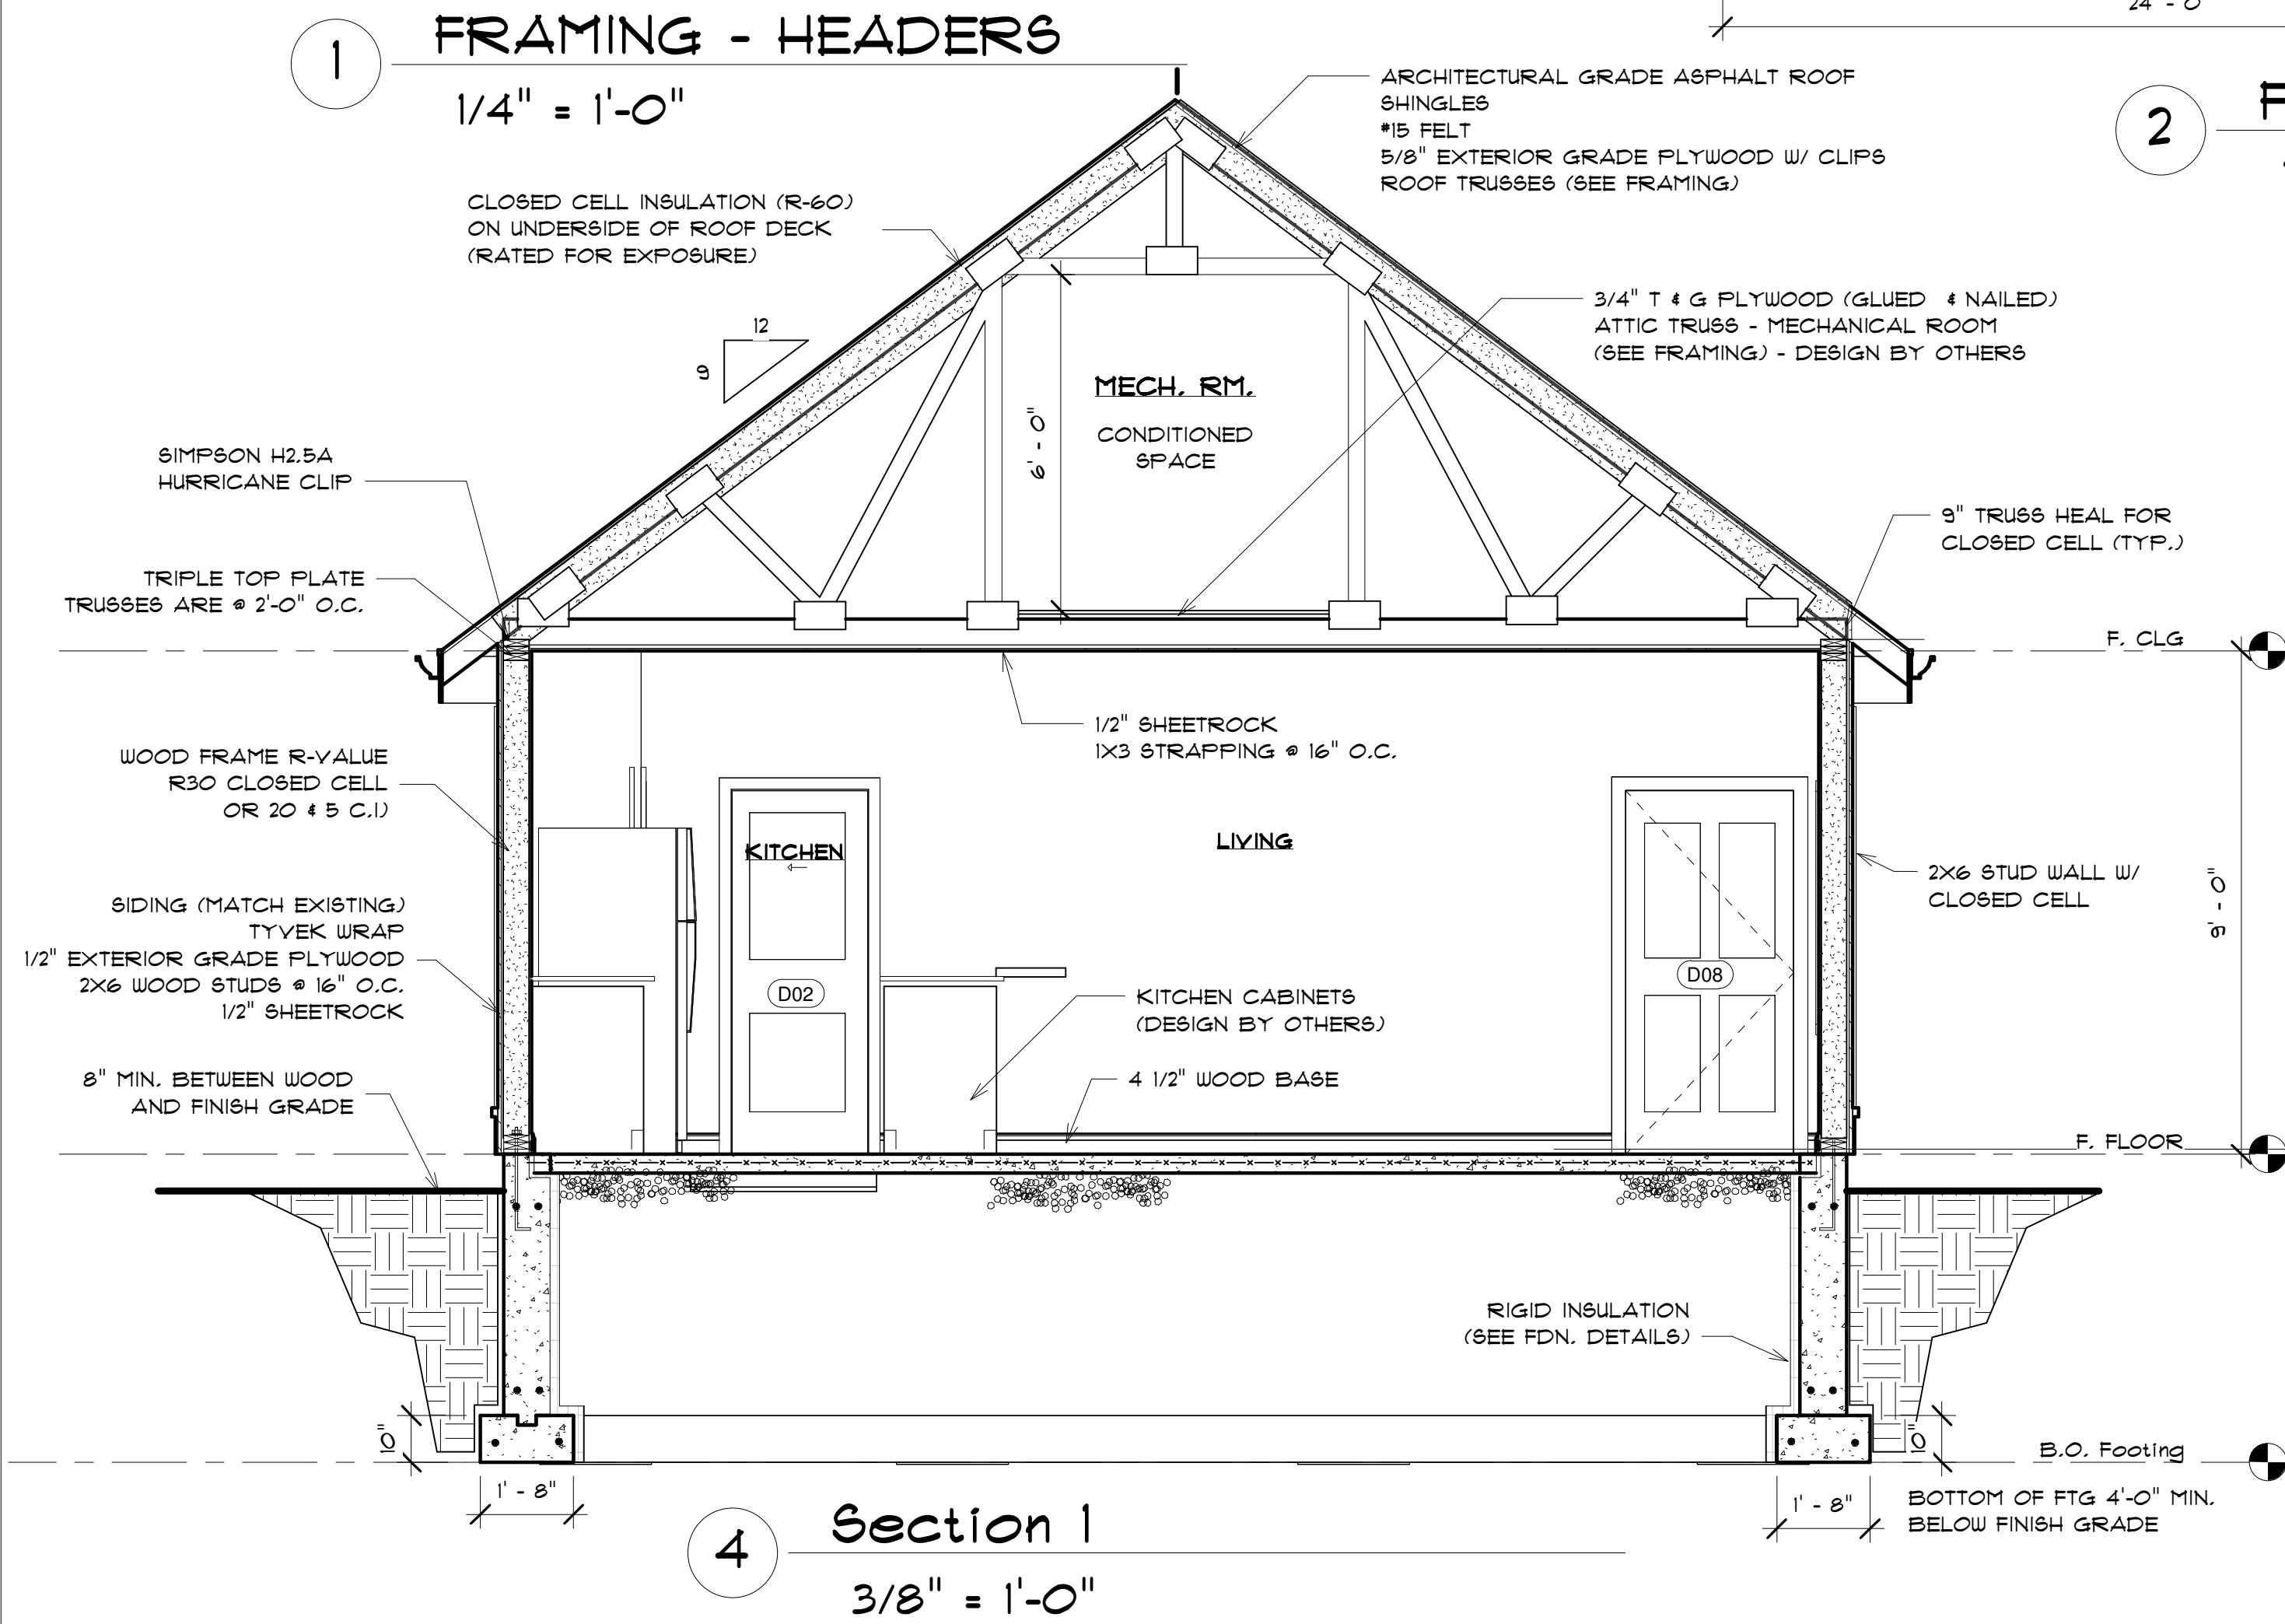 1
FRAMING - HEADERS
1/4" = 1'-0"
2
ARCHITECTURAL GRADE ASPHALT ROOF
SHINGLES
#15 FELT
5/8" EXTERIOR GRADE PLYWOOD W/ CLIPS
ROOF TRUSSES (SEE FRAMING)
CLOSED CELL INSULATION (R-60)
ON UNDERSIDE OF ROOF DECK
(RATED FOR EXPOSURE)
3/4" T & G PLYWOOD (GLUED & NAILED)
ATTIC TRUSS - MECHANICAL ROOM
(SEE FRAMING) - DESIGN BY OTHERS
12
9
MECH. RM.
CONDITIONED
SPACE
6' - 0"
SIMPSON H2.5A
HURRICANE CLIP
9" TRUSS HEAL FOR
CLOSED CELL (TYP.)
TRIPLE TOP PLATE
TRUSSES ARE @ 2'-0" O.C.
F. CLG
1/2" SHEETROCK
1X3 STRAPPING @ 16" O.C.
WOOD FRAME R-VALUE
R30 CLOSED CELL
OR 20 & 5 C.I)
KITCHEN
LIVING
2X6 STUD WALL W/
CLOSED CELL
9' - 0"
SIDING (MATCH EXISTING)
TYVEK WRAP
1/2" EXTERIOR GRADE PLYWOOD
2X6 WOOD STUDS @ 16" O.C.
1/2" SHEETROCK
D02
D08
KITCHEN CABINETS
(DESIGN BY OTHERS)
4 1/2" WOOD BASE
8" MIN. BETWEEN WOOD
AND FINISH GRADE
F. FLOOR
RIGID INSULATION
(SEE FDN. DETAILS)
10"
10"
B.O. Footing
1' - 8"
1' - 8"
BOTTOM OF FTG 4'-0" MIN.
BELOW FINISH GRADE
4
Section 1
3/8" = 1'-0"